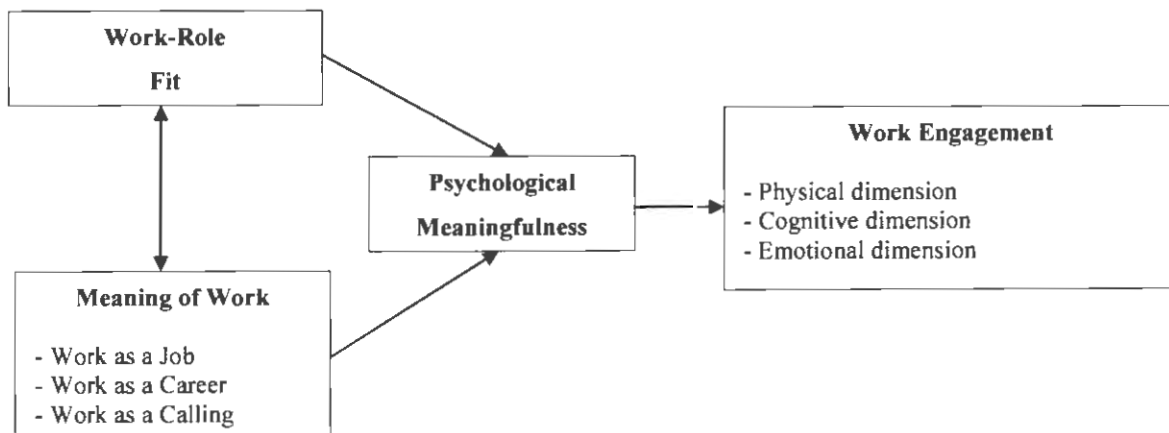 Work-Role
Fit
Work Engagement
- Physical dimension
- Cognitive dimension
- Emotional dimension
Psychological
Meaningfulness
Meaning of Work
- Work as a Job
- Work as a Career
- Work as a Calling